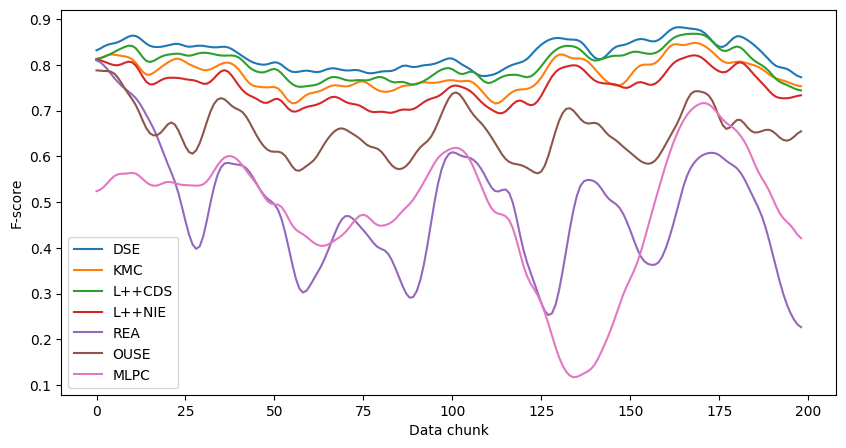 0.9
0.8
0.7
0.6
0.5
0.4
0.3
0.2
0.1
F-score
DSE
KMC
L++CDS
L++NIE
REA
OUSE
MLPC
0 25 50 75 100 125 150 175 200
Data chunk